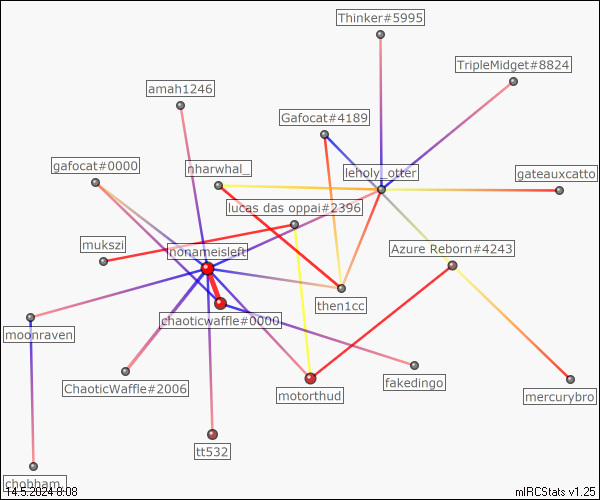 Thinker#5995
TripleMidget#8824
amah1246
Gafocat#4189
gafocat#0000
nharwhal_
leholy_otter
gateauxcatto
lucas das oppai#2396
mukszi
nonameisleft
Azure Reborn#4243
then1cc
chaoticwaffle#0000
moonraven
ChaoticWaffle#2006
motorthud
fakedingo
mercurybro
tt532
chobham_
14.5.2024 0:08
mIRCStats v1.25